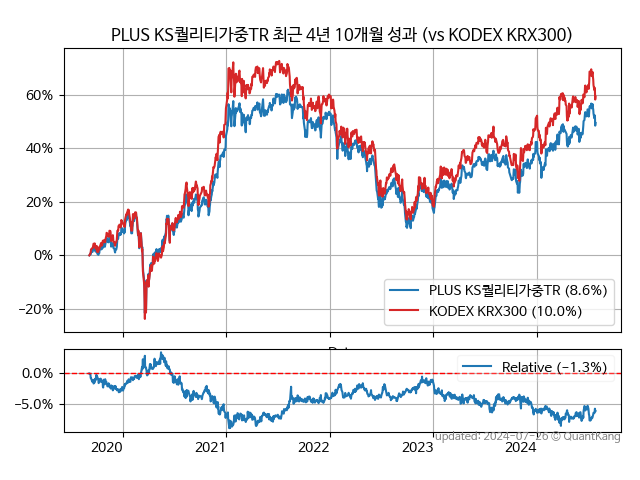 PLUS KS퀄리티가중TR 최근 4년 10개월 성과 (vs KODEX KRX300)
60%
40%
20%
0%
−20%
PLUS KS퀄리티가중TR (8.6%)
KODEX KRX300 (10.0%)
0.0%
−5.0%
Relative (−1.3%)
2020
2021
2022
2023
2024
updated: 2024-07-26 © QuantKang